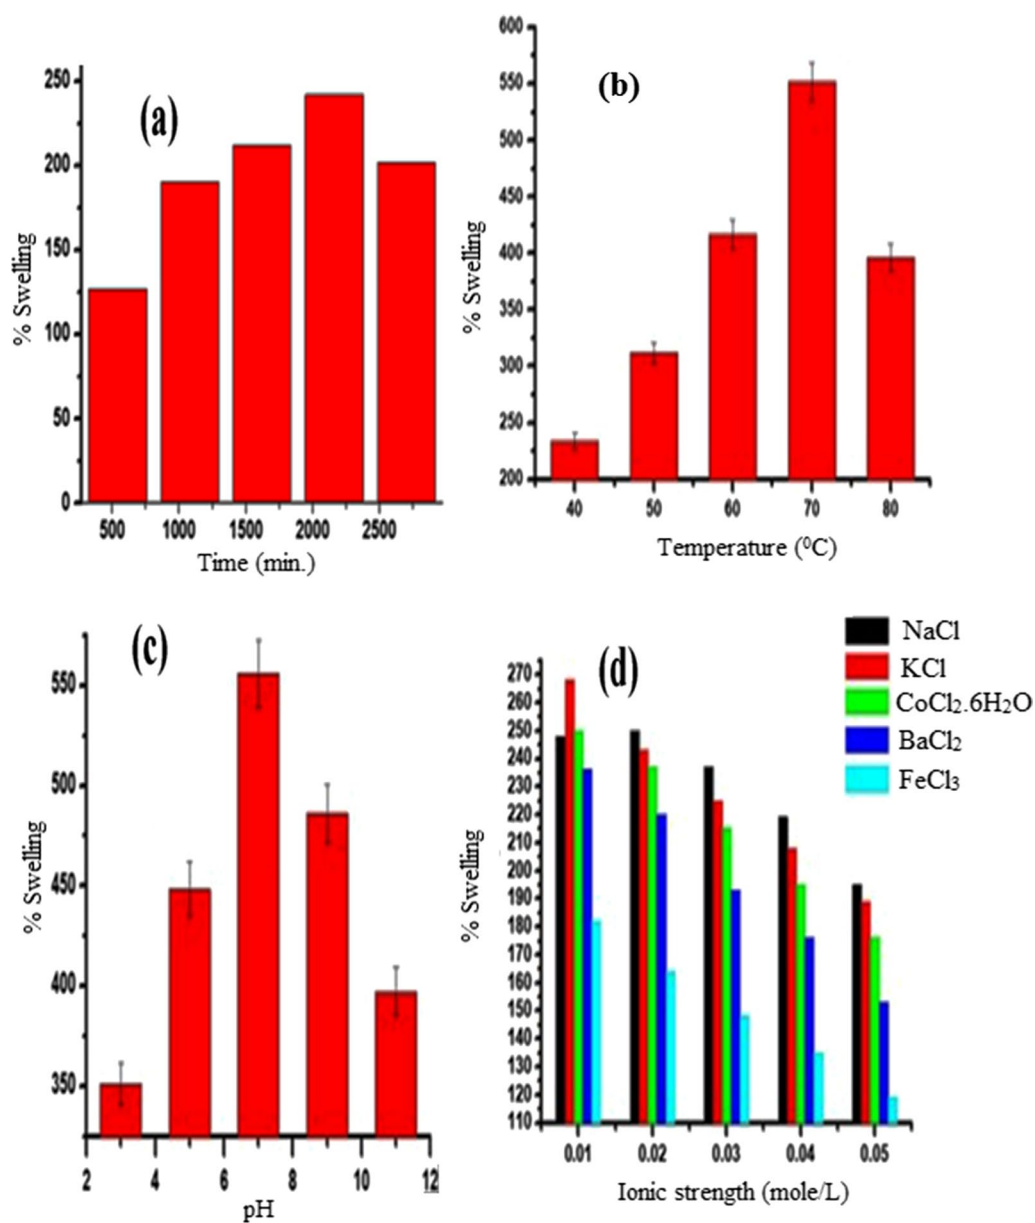 (a)
250
200
150
100
50
0
% Swelling
500 1000 1500 2000 2500
Time (min.)
(b)
600
550
500
450
400
350
300
250
200
% Swelling
40 50 60 70 80
Temperature (⁰C)
(c)
550
500
450
400
350
% Swelling
2 4 6 8 10 12
pH
(d)
NaCl
KCl
CoCl₂.6H₂O
BaCl₂
FeCl₃
270
260
250
240
230
220
210
200
190
180
170
160
150
140
130
120
110
% Swelling
0.01 0.02 0.03 0.04 0.05
Ionic strength (mole/L)